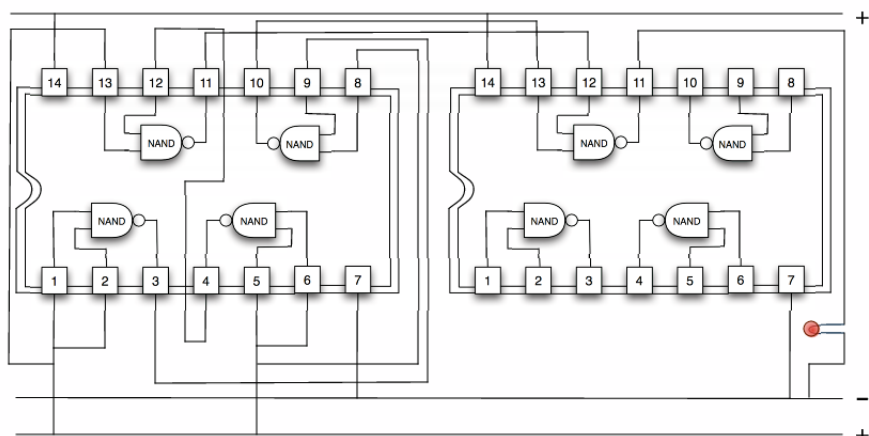 +
14 13 12 11 10 9 8 14 13 12 11 10 9 8
NAND NAND NAND NAND
NAND NAND NAND NAND
1 2 3 4 5 6 7 1 2 3 4 5 6 7
-
+